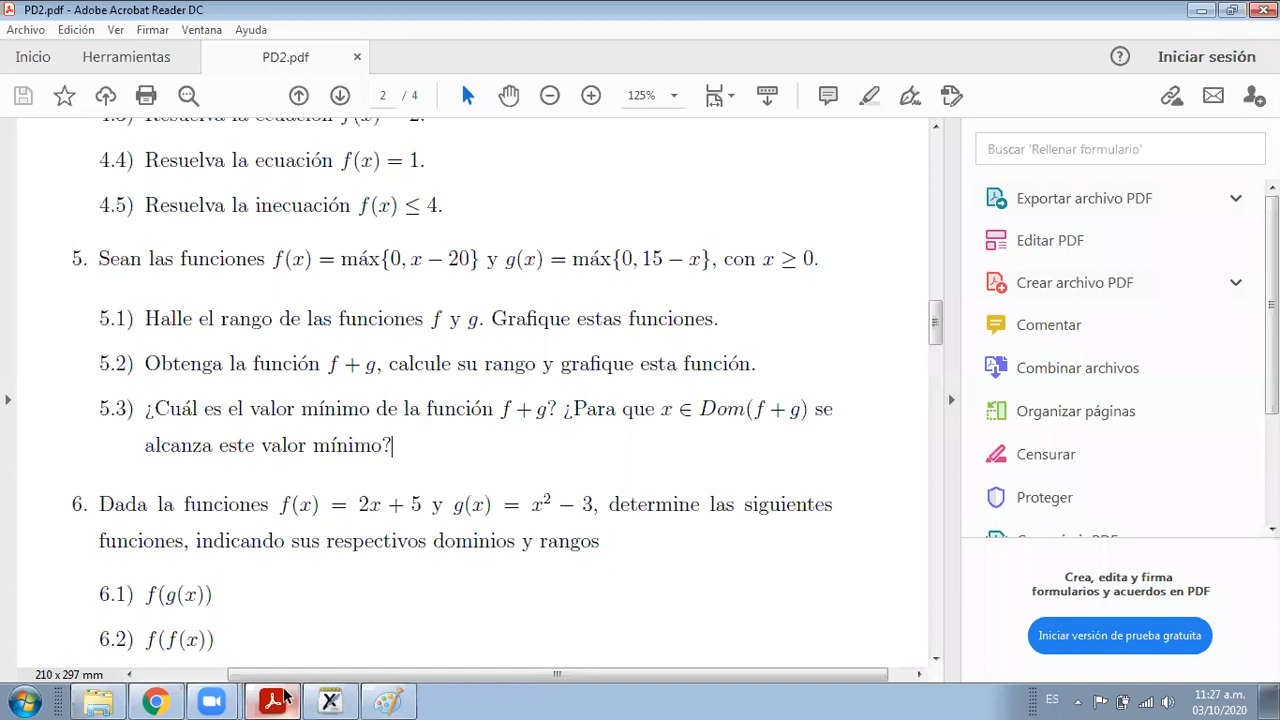 PD2.pdf - Adobe Acrobat Reader DC
Archivo Edición Ver Firmar Ventana Ayuda
Inicio Herramientas PD2.pdf × Iniciar sesión
2 / 4 125%
4.4) Resuelva la ecuación f(x) = 1.
4.5) Resuelva la inecuación f(x) ≤ 4.
5. Sean las funciones f(x) = máx{0, x − 20} y g(x) = máx{0, 15 − x}, con x ≥ 0.
5.1) Halle el rango de las funciones f y g. Grafique estas funciones.
5.2) Obtenga la función f + g, calcule su rango y grafique esta función.
5.3) ¿Cuál es el valor mínimo de la función f + g? ¿Para que x ∈ Dom(f + g) se
alcanza este valor mínimo?
6. Dada la funciones f(x) = 2x + 5 y g(x) = x² − 3, determine las siguientes
funciones, indicando sus respectivos dominios y rangos
6.1) f(g(x))
6.2) f(f(x))
210 x 297 mm
Buscar 'Rellenar formulario'
Exportar archivo PDF
Editar PDF
Crear archivo PDF
Comentar
Combinar archivos
Organizar páginas
Censurar
Proteger
Crea, edita y firma
formularios y acuerdos en PDF
Iniciar versión de prueba gratuita
ES
11:27 a.m.
03/10/2020